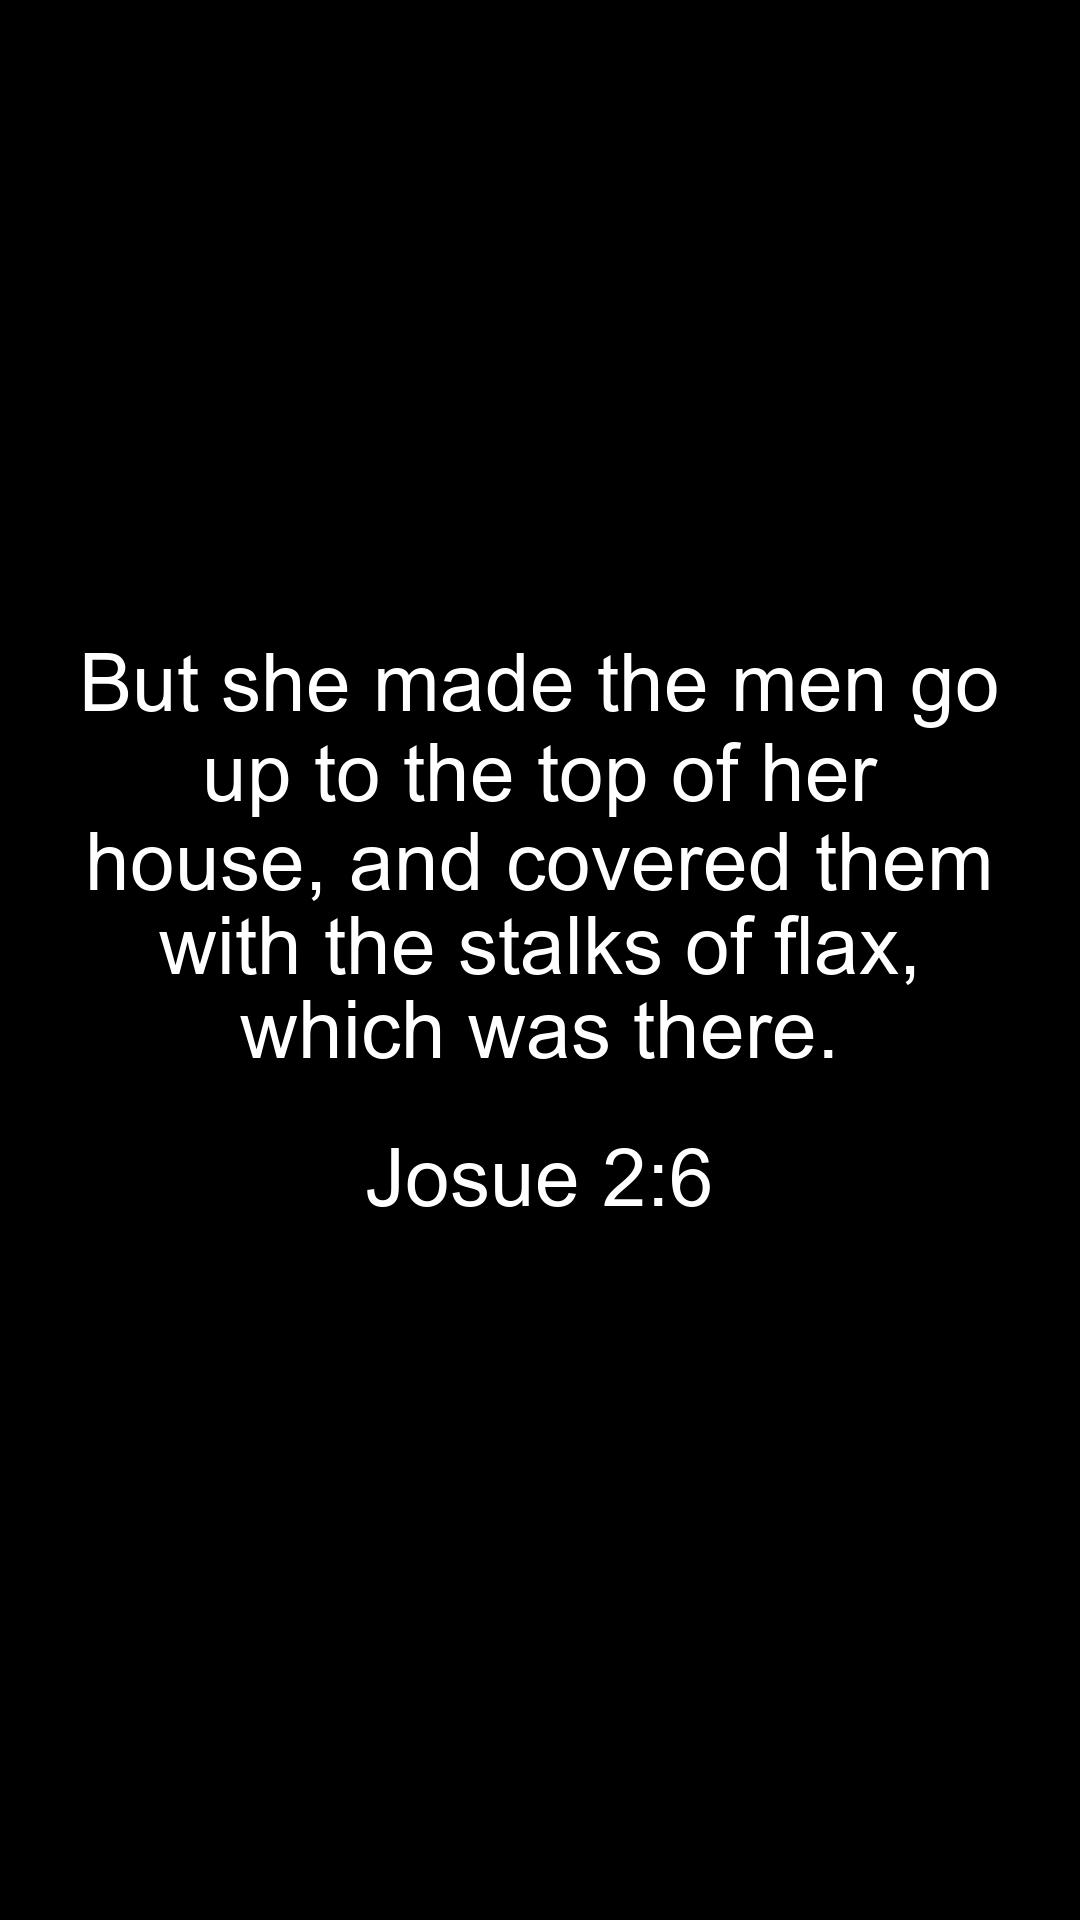 But she made the men go
up to the top of her
house, and covered them
with the stalks of flax,
which was there.
Josue 2:6